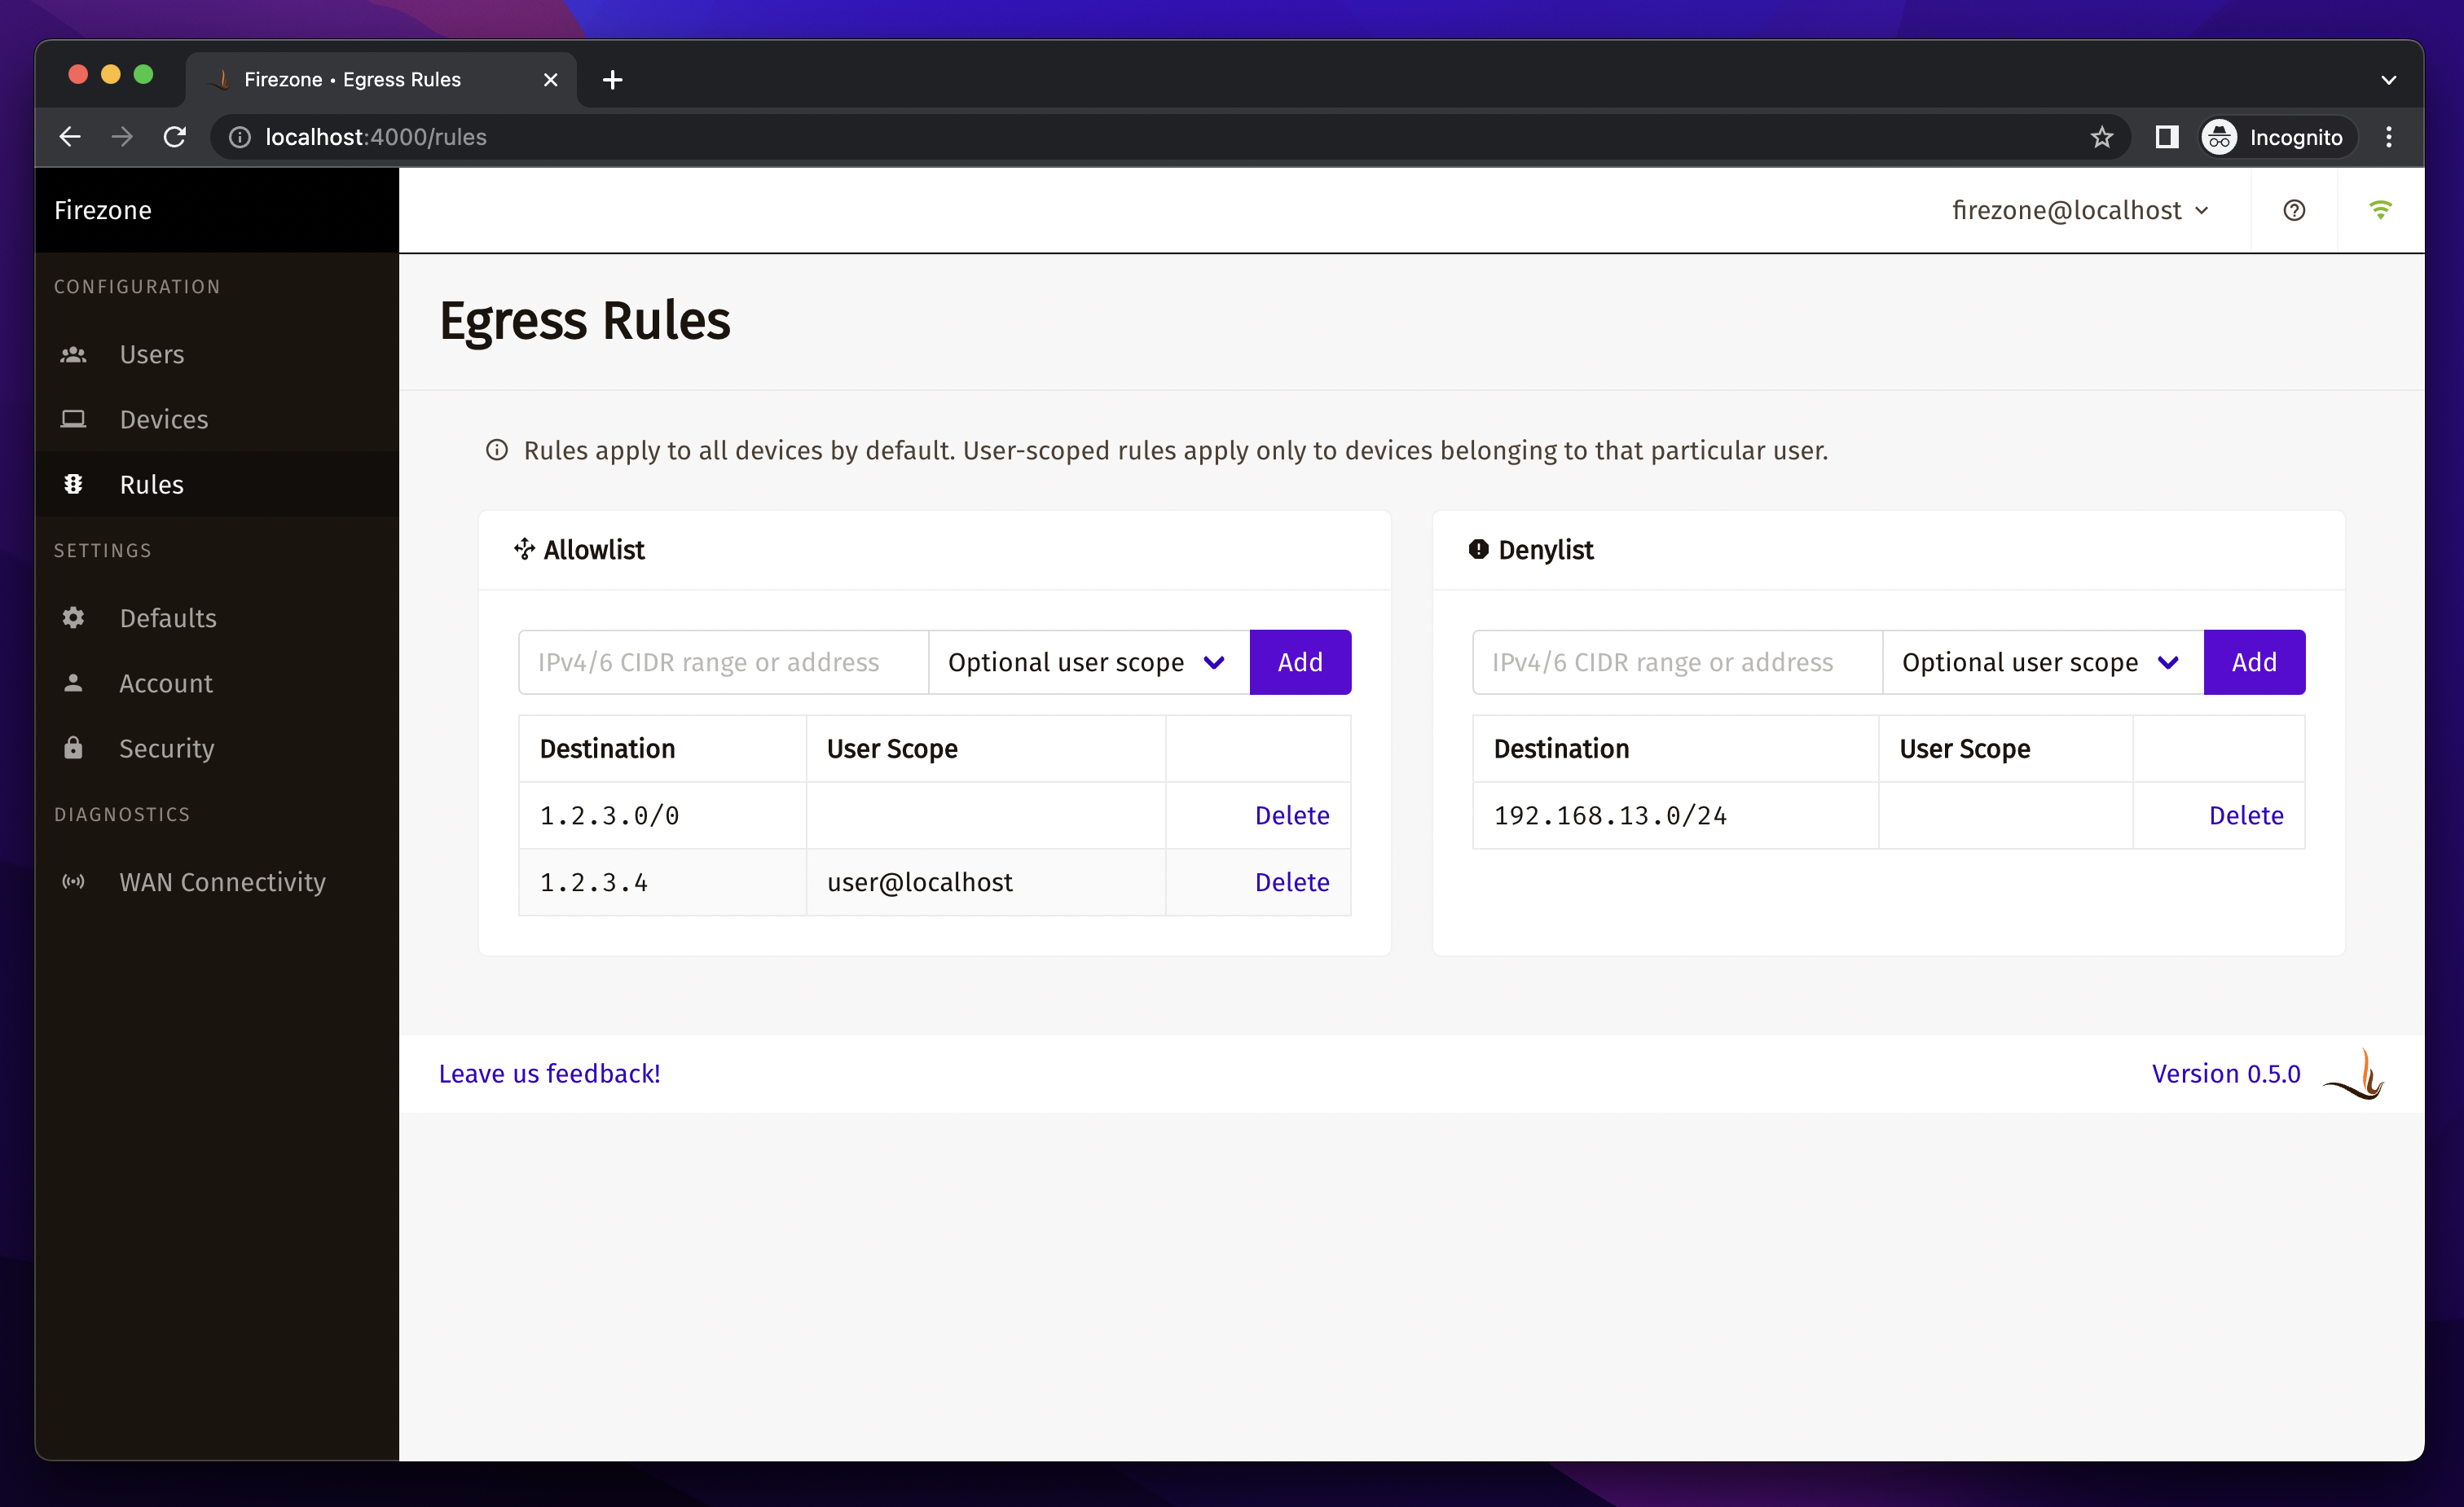 Firezone • Egress Rules
localhost:4000/rules
Incognito
Firezone
firezone@localhost
CONFIGURATION
Users
Devices
Rules
SETTINGS
Defaults
Account
Security
DIAGNOSTICS
WAN Connectivity
Egress Rules
Rules apply to all devices by default. User-scoped rules apply only to devices belonging to that particular user.
Allowlist
IPv4/6 CIDR range or address Optional user scope Add
Destination User Scope
1.2.3.0/0 Delete
1.2.3.4 user@localhost Delete
Denylist
IPv4/6 CIDR range or address Optional user scope Add
Destination User Scope
192.168.13.0/24 Delete
Leave us feedback!
Version 0.5.0